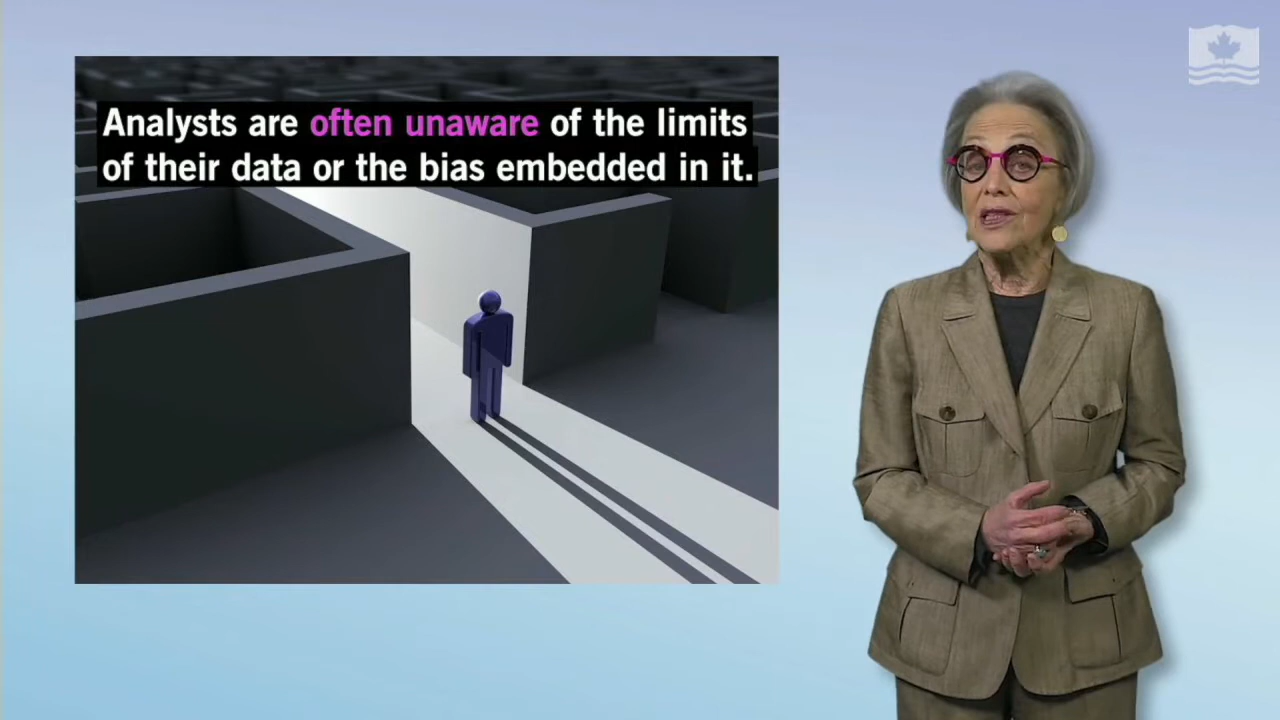 Analysts are often unaware of the limits
of their data or the bias embedded in it.